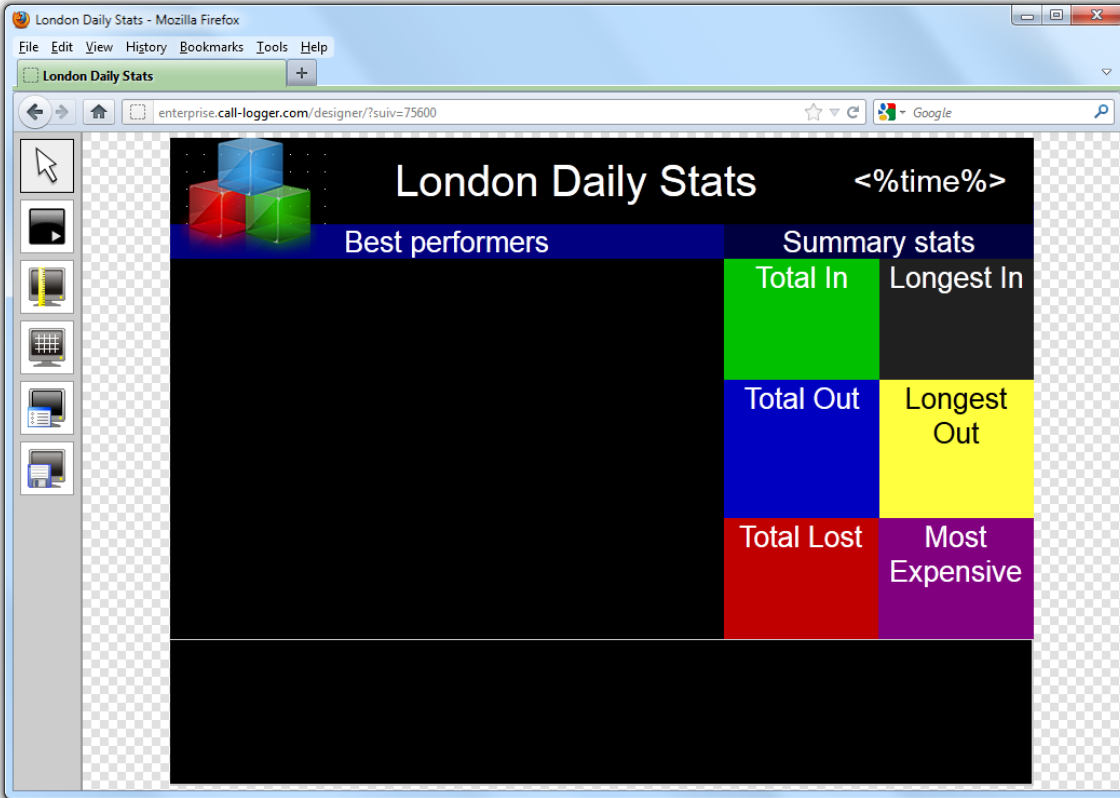 London Daily Stats - Mozilla Firefox
File Edit View History Bookmarks Tools Help
London Daily Stats
enterprise.call-logger.com/designer/?suiv=75600
Google
London Daily Stats
<%time%>
Best performers
Summary stats
Total In
Longest In
Total Out
Longest
Out
Total Lost
Most
Expensive